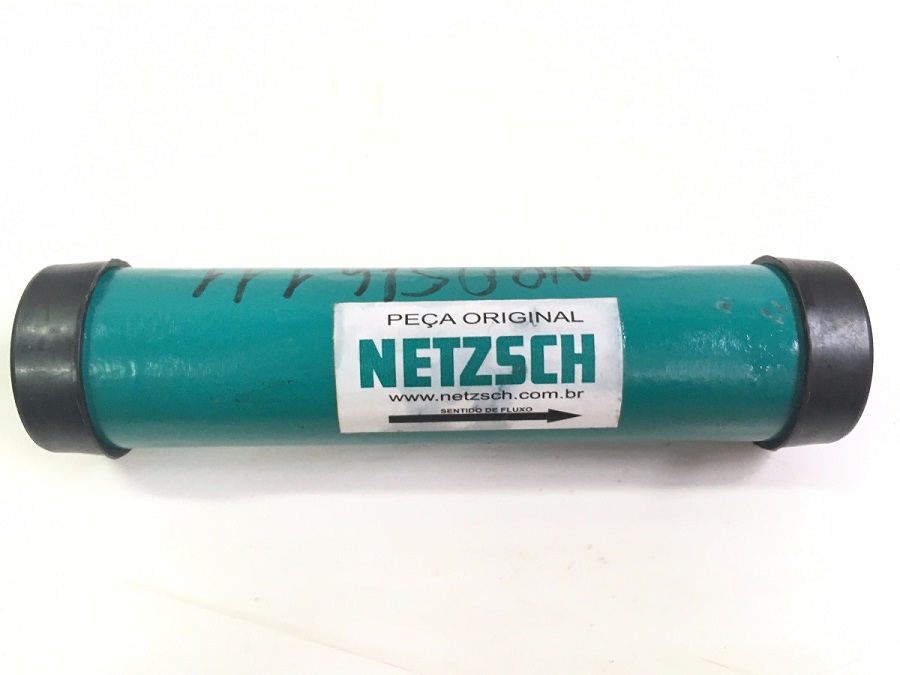 PEÇA ORIGINAL
NETZSCH
www.netzsch.com.br
SENTIDO DE FLUXO